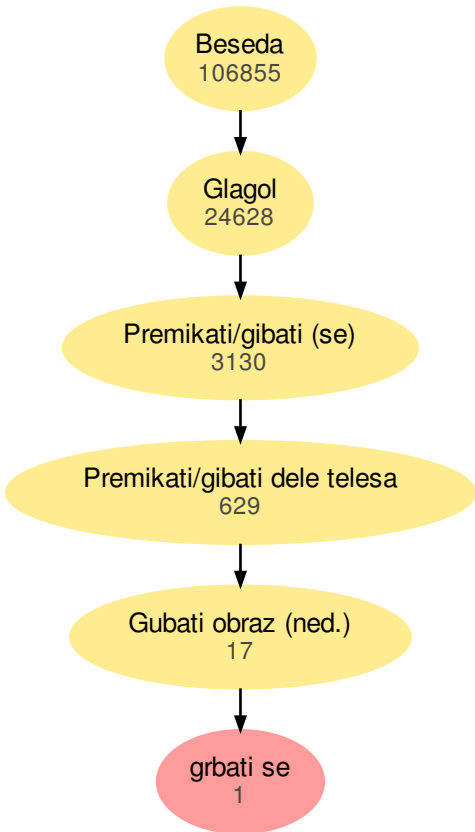 Beseda
106855
Glagol
24628
Premikati/gibati (se)
3130
Premikati/gibati dele telesa
629
Gubati obraz (ned.)
17
grbati se
1